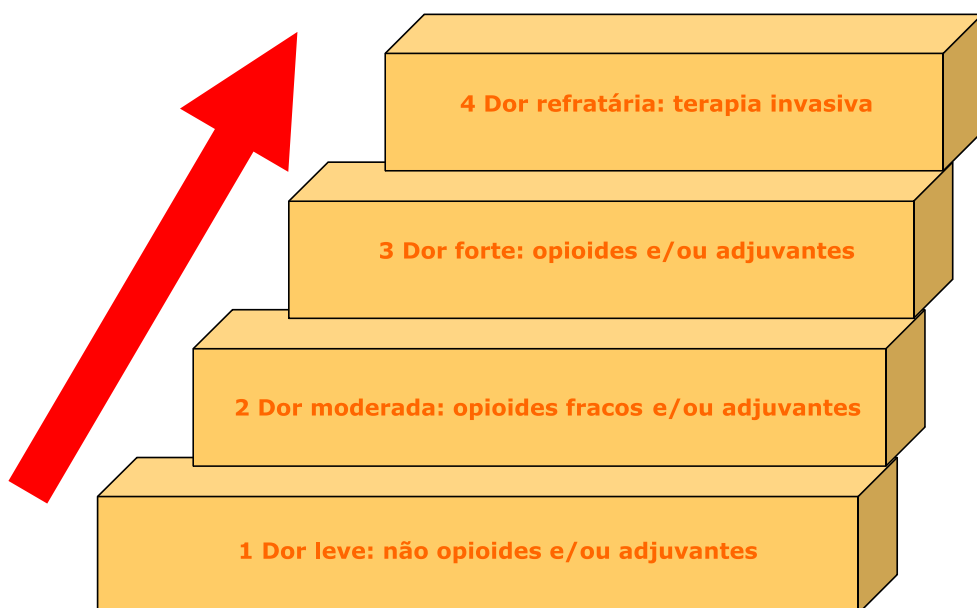 4 Dor refratária: terapia invasiva
3 Dor forte: opioides e/ou adjuvantes
2 Dor moderada: opioides fracos e/ou adjuvantes
1 Dor leve: não opioides e/ou adjuvantes